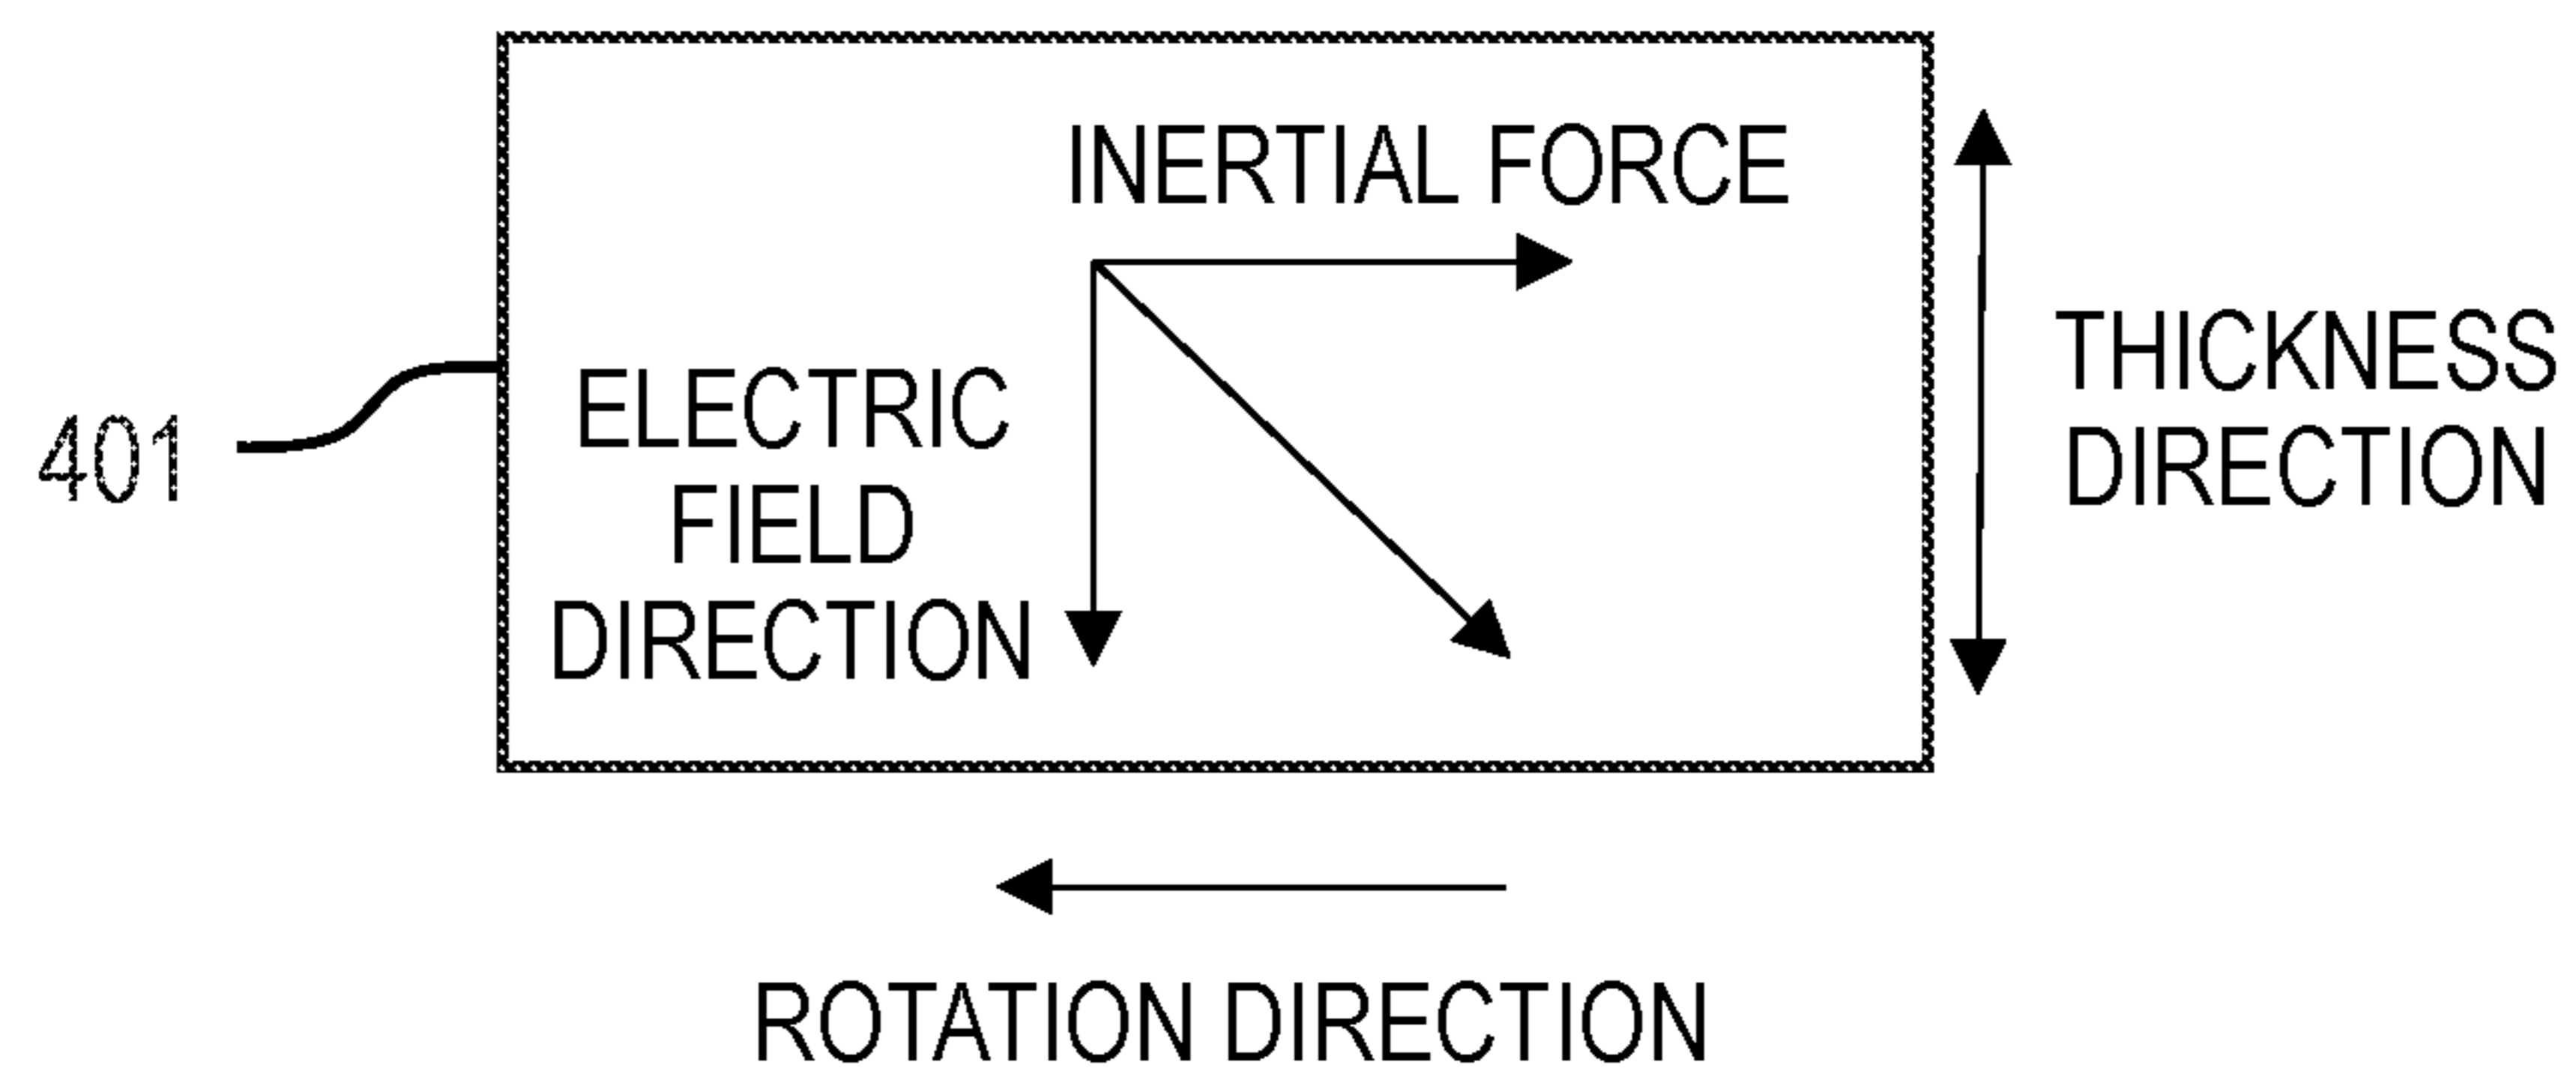 INERTIAL FORCE
THICKNESS
DIRECTION
ELECTRIC
FIELD
DIRECTION
401
ROTATION DIRECTION